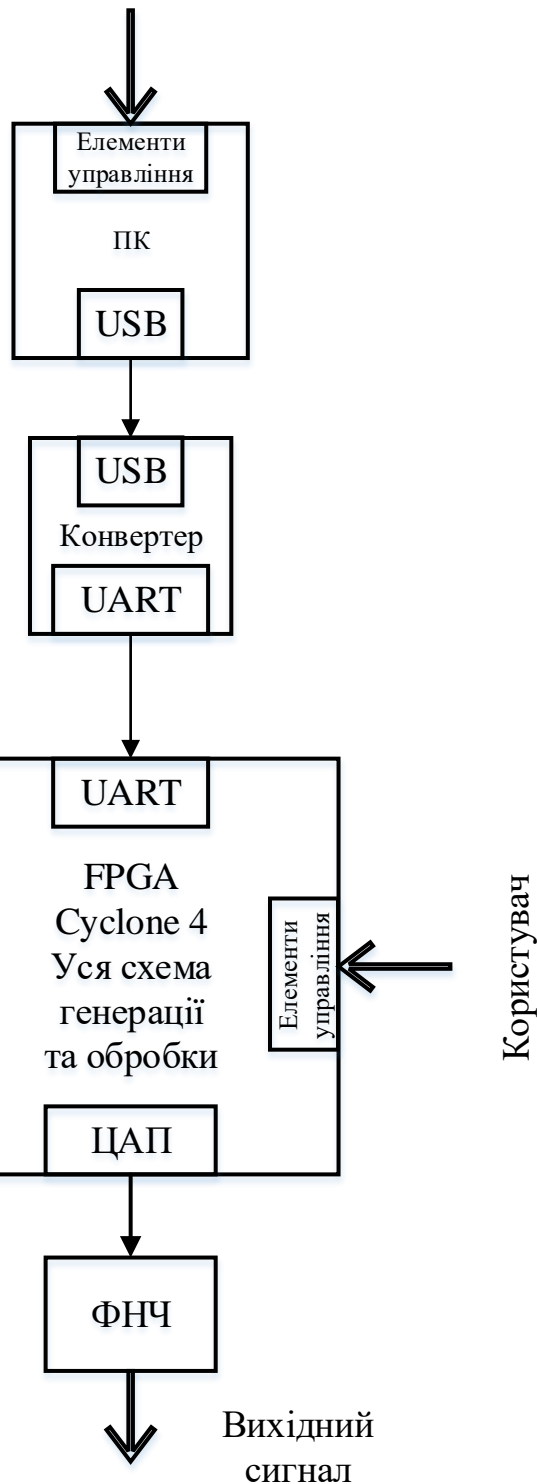 Елементи
управління
ПК
USB
USB
Конвертер
UART
UART
FPGA
Cyclone 4
Уся схема
генерації
та обробки
Елементи
управління
Користувач
ЦАП
ФНЧ
Вихідний
сигнал